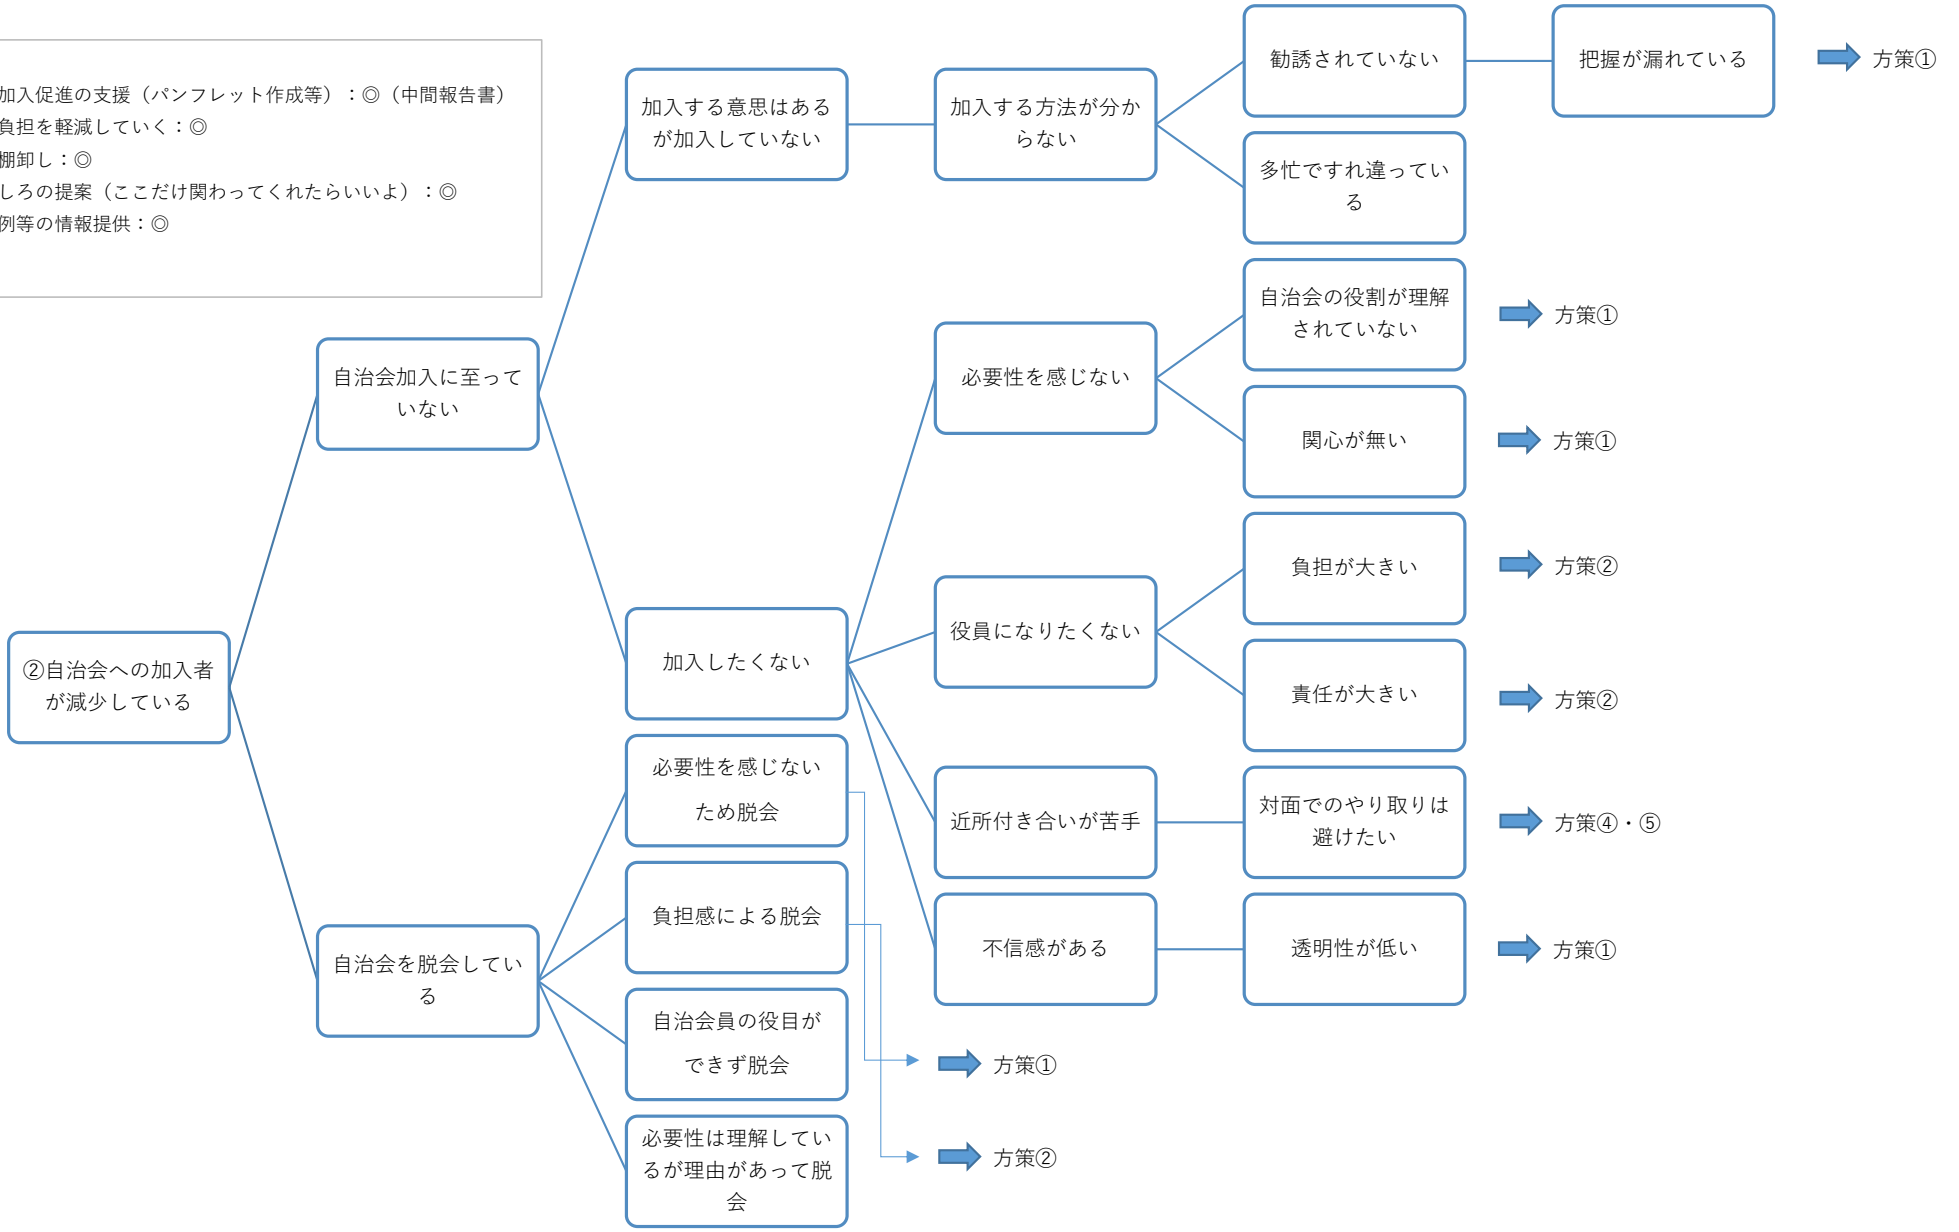 加入促進の支援（パンフレット作成等）：◎（中間報告書）
負担を軽減していく：◎
棚卸し：◎
しろの提案（ここだけ関わってくれたらいいよ）：◎
例等の情報提供：◎
②自治会への加入者
が減少している
自治会加入に至って
いない
加入する意思はある
が加入していない
加入する方法が分か
らない
勧誘されていない
把握が漏れている
方策①
多忙ですれ違ってい
る
加入したくない
必要性を感じない
自治会の役割が理解
されていない
方策①
関心が無い
方策①
役員になりたくない
負担が大きい
方策②
責任が大きい
方策②
近所付き合いが苦手
対面でのやり取りは
避けたい
方策④・⑤
不信感がある
透明性が低い
方策①
自治会を脱会してい
る
必要性を感じない
ため脱会
方策①
負担感による脱会
方策②
自治会員の役目が
できず脱会
必要性は理解してい
るが理由があって脱
会